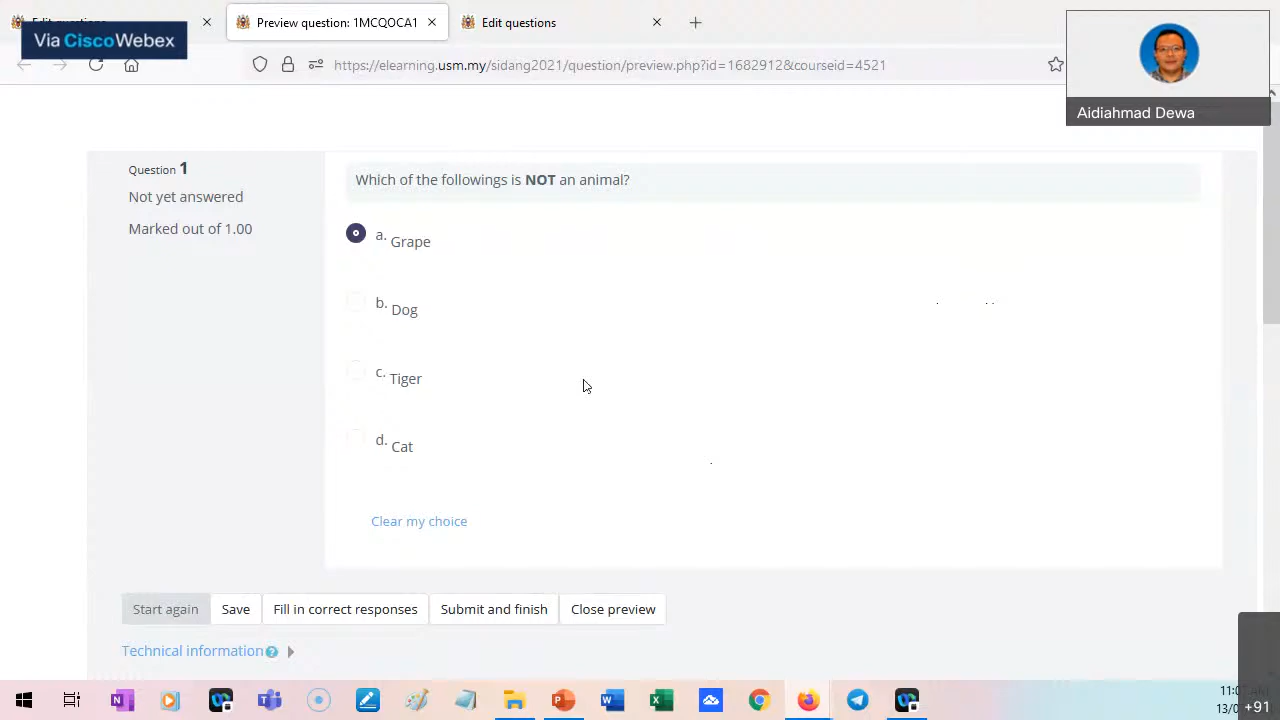 Edit questions
Preview question: 1MCQOCA1
Edit questions
Via CiscoWebex
https://elearning.usm.my/sidang2021/question/preview.php?id=1682912&courseid=4521
Aidiahmad Dewa
Question 1
Not yet answered
Marked out of 1.00
Which of the followings is NOT an animal?
a. Grape
b. Dog
c. Tiger
d. Cat
Clear my choice
Start again
Save
Fill in correct responses
Submit and finish
Close preview
Technical information
+91